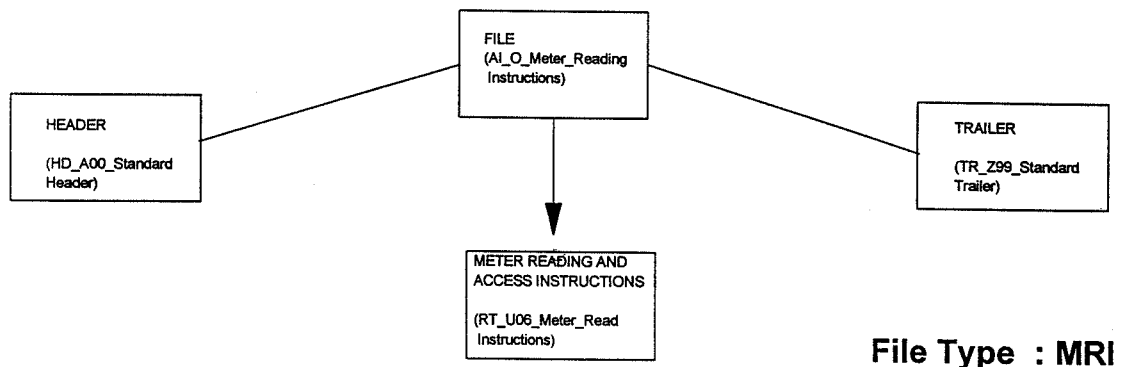 FILE
(AI_O_Meter_Reading
Instructions)
HEADER
(HD_A00_Standard
Header)
TRAILER
(TR_Z99_Standard
Trailer)
METER READING AND
ACCESS INSTRUCTIONS
(RT_U06_Meter_Read
Instructions)
File Type : MRI